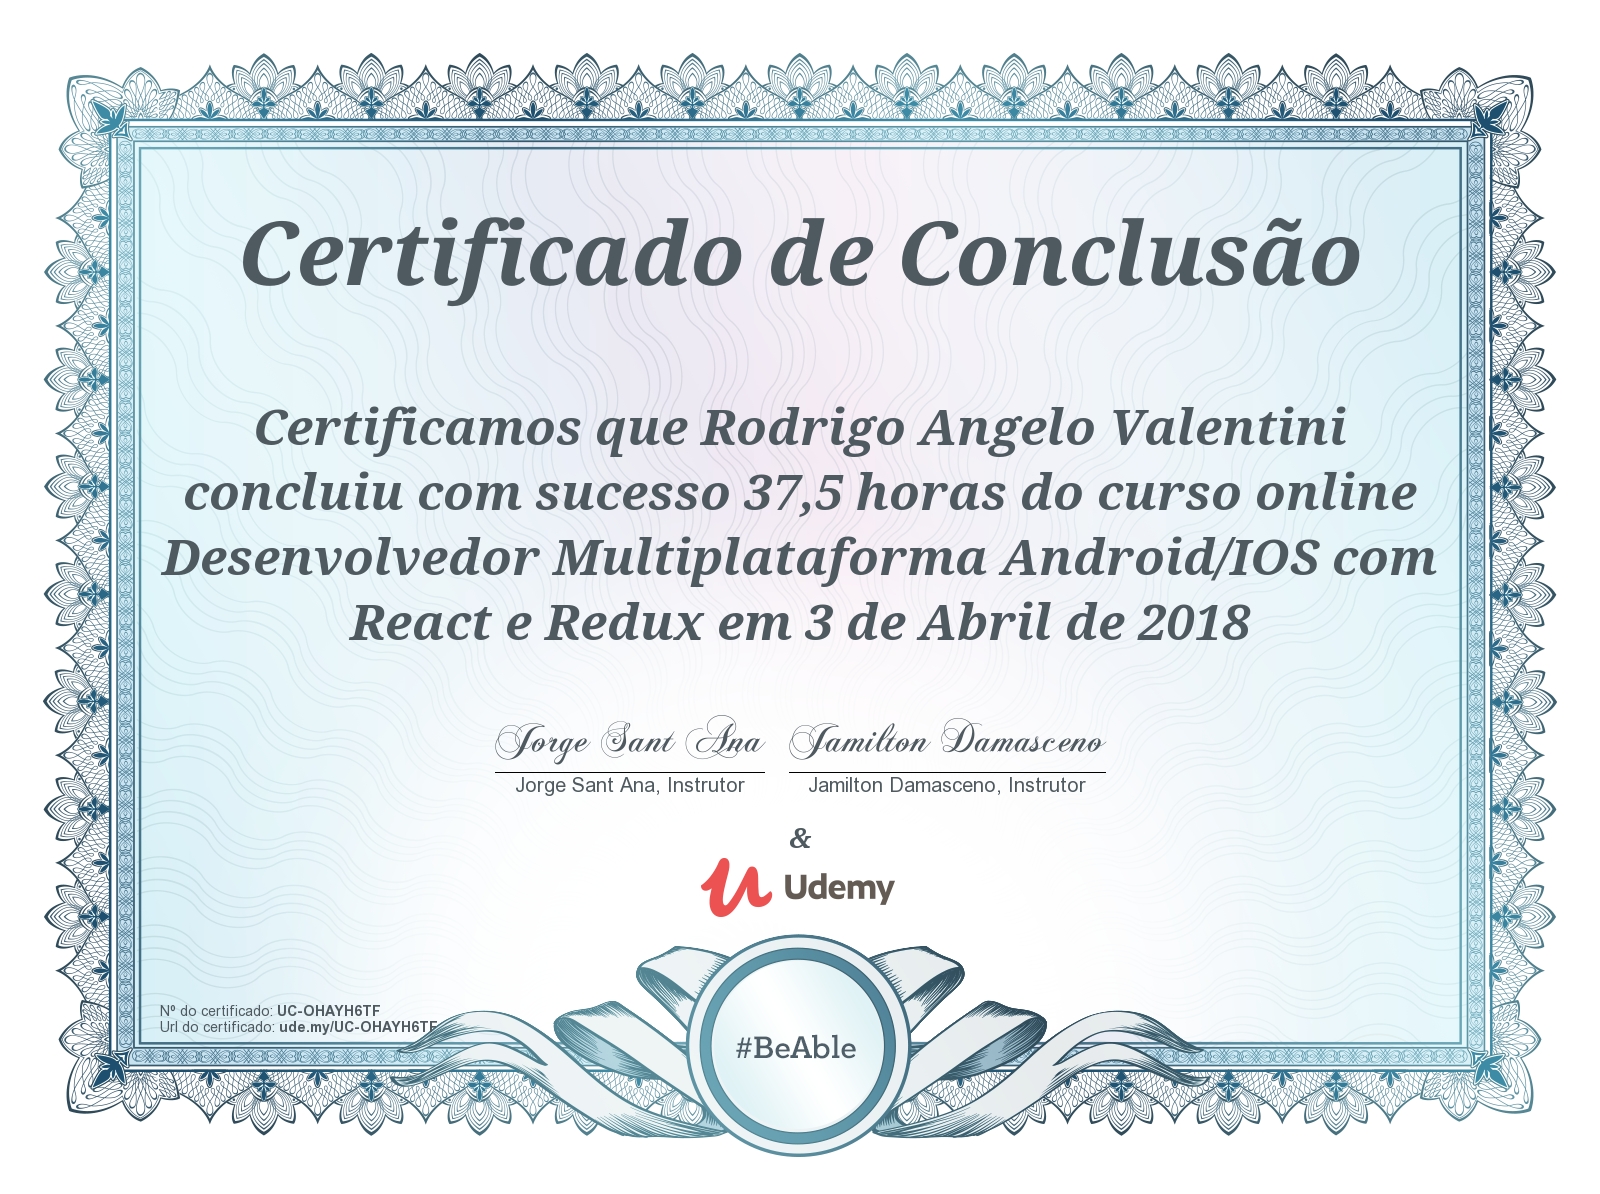 Certificado de Conclusão
Certificamos que Rodrigo Angelo Valentini
concluiu com sucesso 37,5 horas do curso online
Desenvolvedor Multiplataforma Android/IOS com
React e Redux em 3 de Abril de 2018
Jorge Sant Ana Jamilton Damasceno
Jorge Sant Ana, Instrutor Jamilton Damasceno, Instrutor
&
Udemy
Nº do certificado: UC-OHAYH6TF
Url do certificado: ude.my/UC-OHAYH6TF
#BeAble